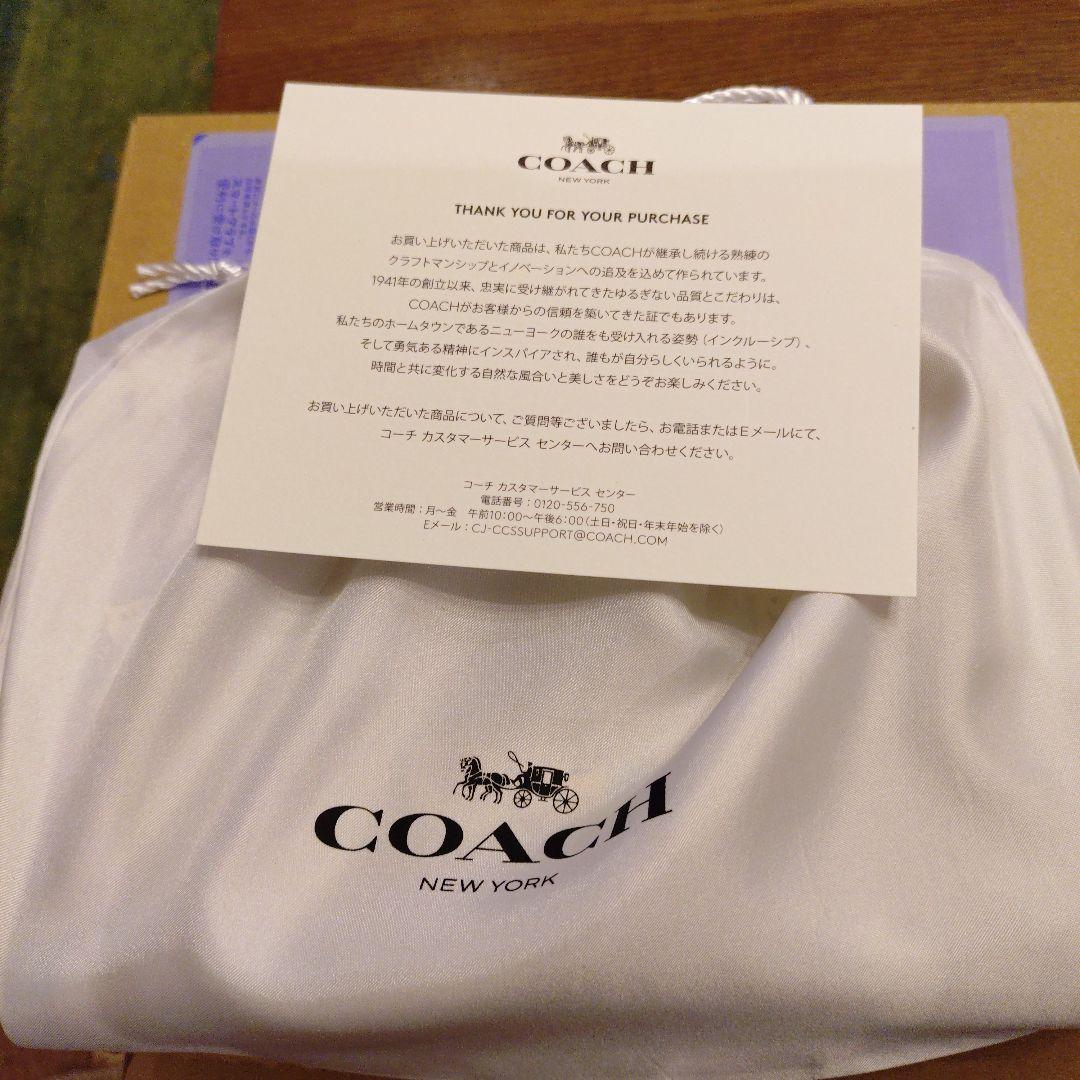 COACH
NEW YORK
THANK YOU FOR YOUR PURCHASE
お買い上げいただいた商品は、私たちCOACHが継承し続ける熟練の
クラフトマンシップとイノベーションへの追及を込めて作られています。
1941年の創立以来、忠実に受け継がれてきたゆるぎない品質とこだわりは、
COACHがお客様からの信頼を築いてきた証でもあります。
私たちのホームタウンであるニューヨークの誰をも受け入れる姿勢（インクルーシブ）、
そして勇気ある精神にインスパイアされ、誰もが自分らしくいられるように。
時間と共に変化する自然な風合いと美しさをどうぞお楽しみください。
お買い上げいただいた商品について、ご質問等ございましたら、お電話またはEメールにて、
コーチ カスタマーサービス センターへお問い合わせください。
コーチ カスタマーサービス センター
電話番号：0120-556-750
営業時間：月〜金　午前10:00〜午後6:00（土日・祝日・年末年始を除く）
Eメール：CJ-CCSSUPPORT@COACH.COM
COACH
NEW YORK